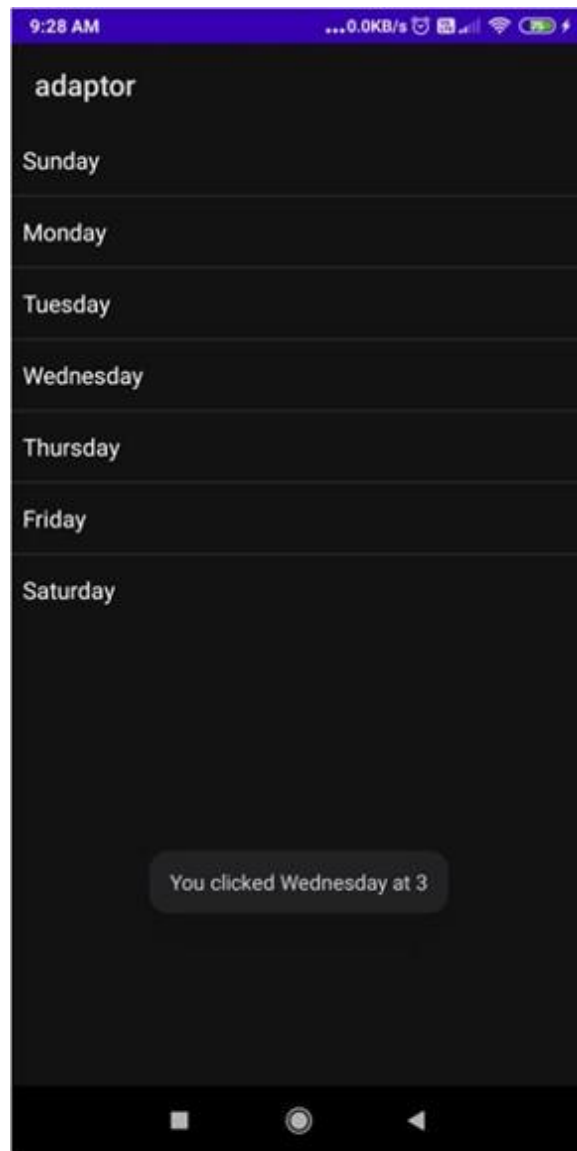 9:28 AM ...0.0KB/s
adaptor
Sunday
Monday
Tuesday
Wednesday
Thursday
Friday
Saturday
You clicked Wednesday at 3